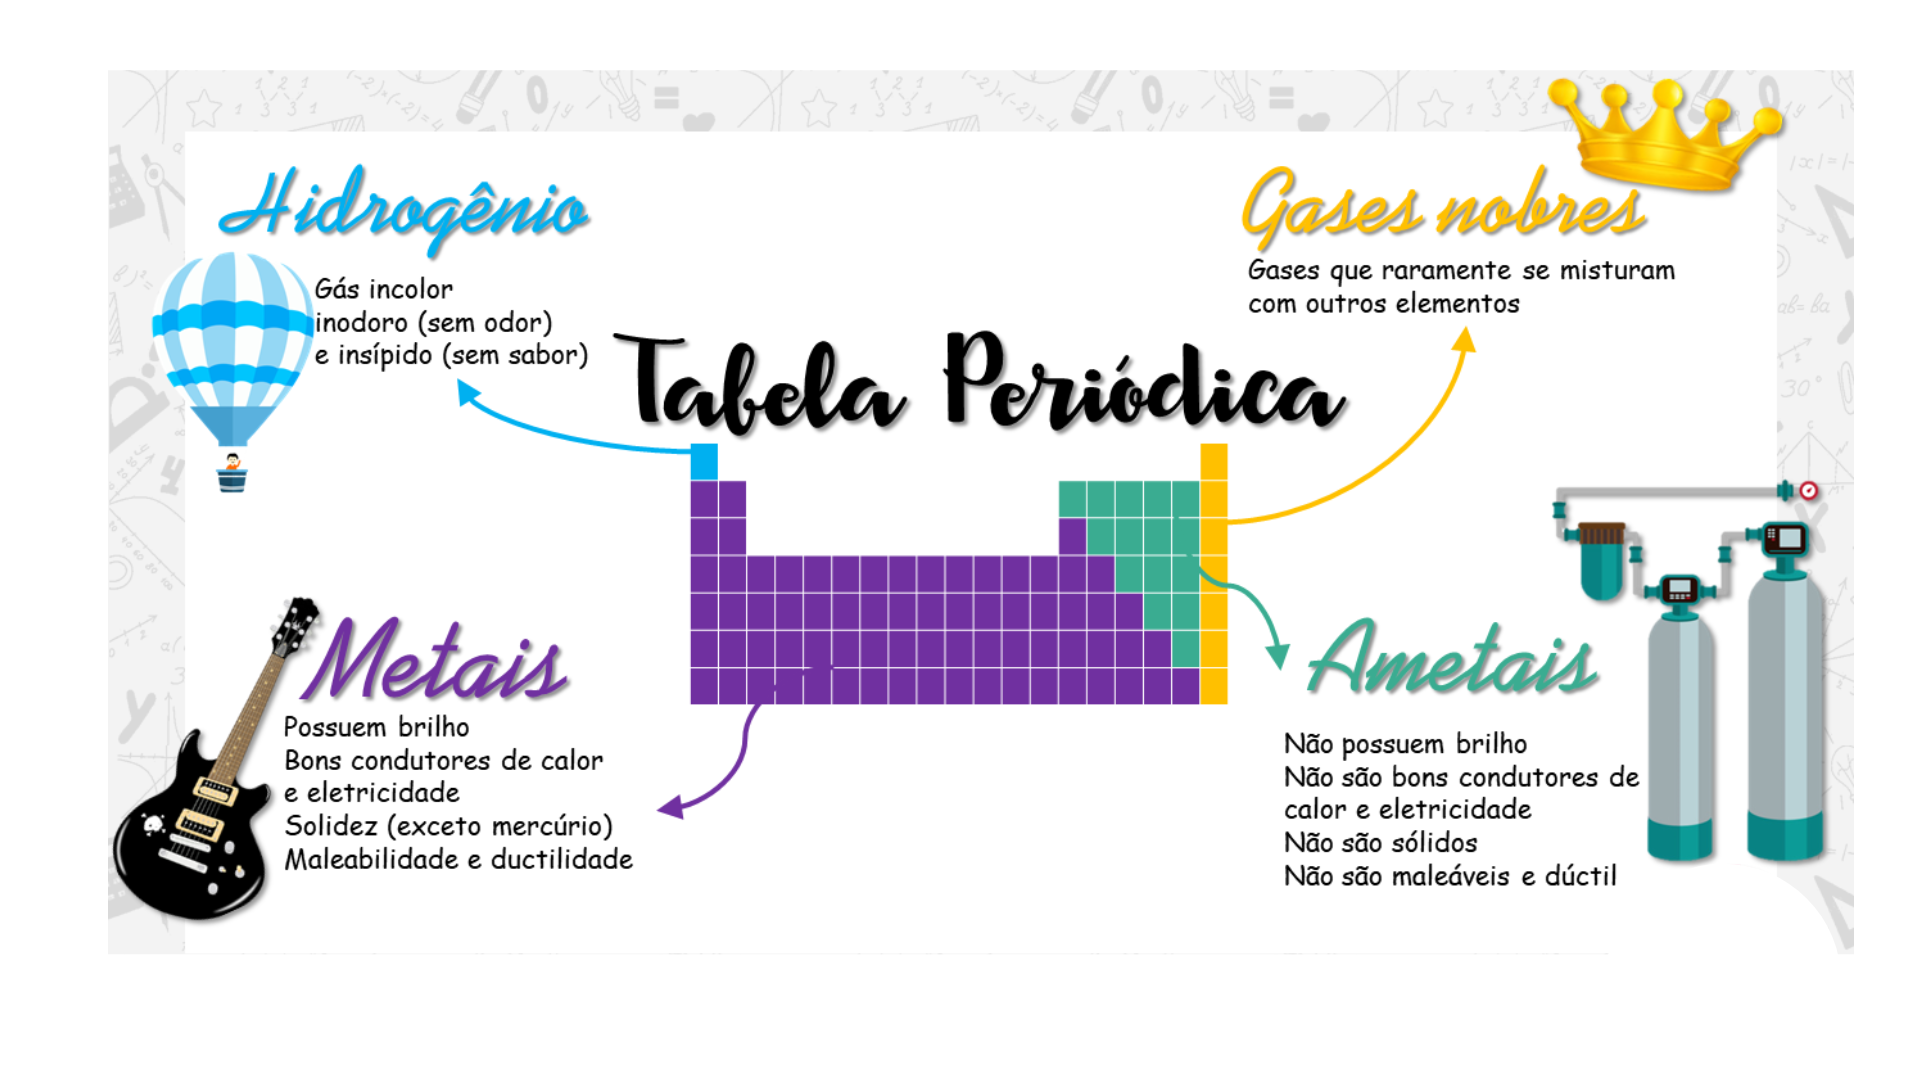 Hidrogênio
Gás incolor
inodoro (sem odor)
e insípido (sem sabor)
Gases nobres
Gases que raramente se misturam
com outros elementos
Tabela Periódica
Metais
Possuem brilho
Bons condutores de calor
e eletricidade
Solidez (exceto mercúrio)
Maleabilidade e ductilidade
Ametais
Não possuem brilho
Não são bons condutores de
calor e eletricidade
Não são sólidos
Não são maleáveis e dúctil